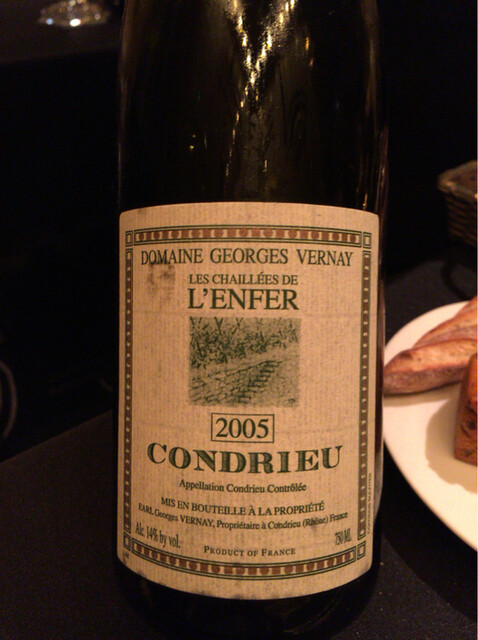 DOMAINE GEORGES VERNAY
LES CHAILLÉES DE
L'ENFER
2005
CONDRIEU
Appellation Condrieu Contrôlée
MIS EN BOUTEILLE À LA PROPRIÉTÉ
EARL Georges VERNAY, Propriétaire à Condrieu (Rhône) France
Alc. 14% by vol.
750 ML
PRODUCT OF FRANCE